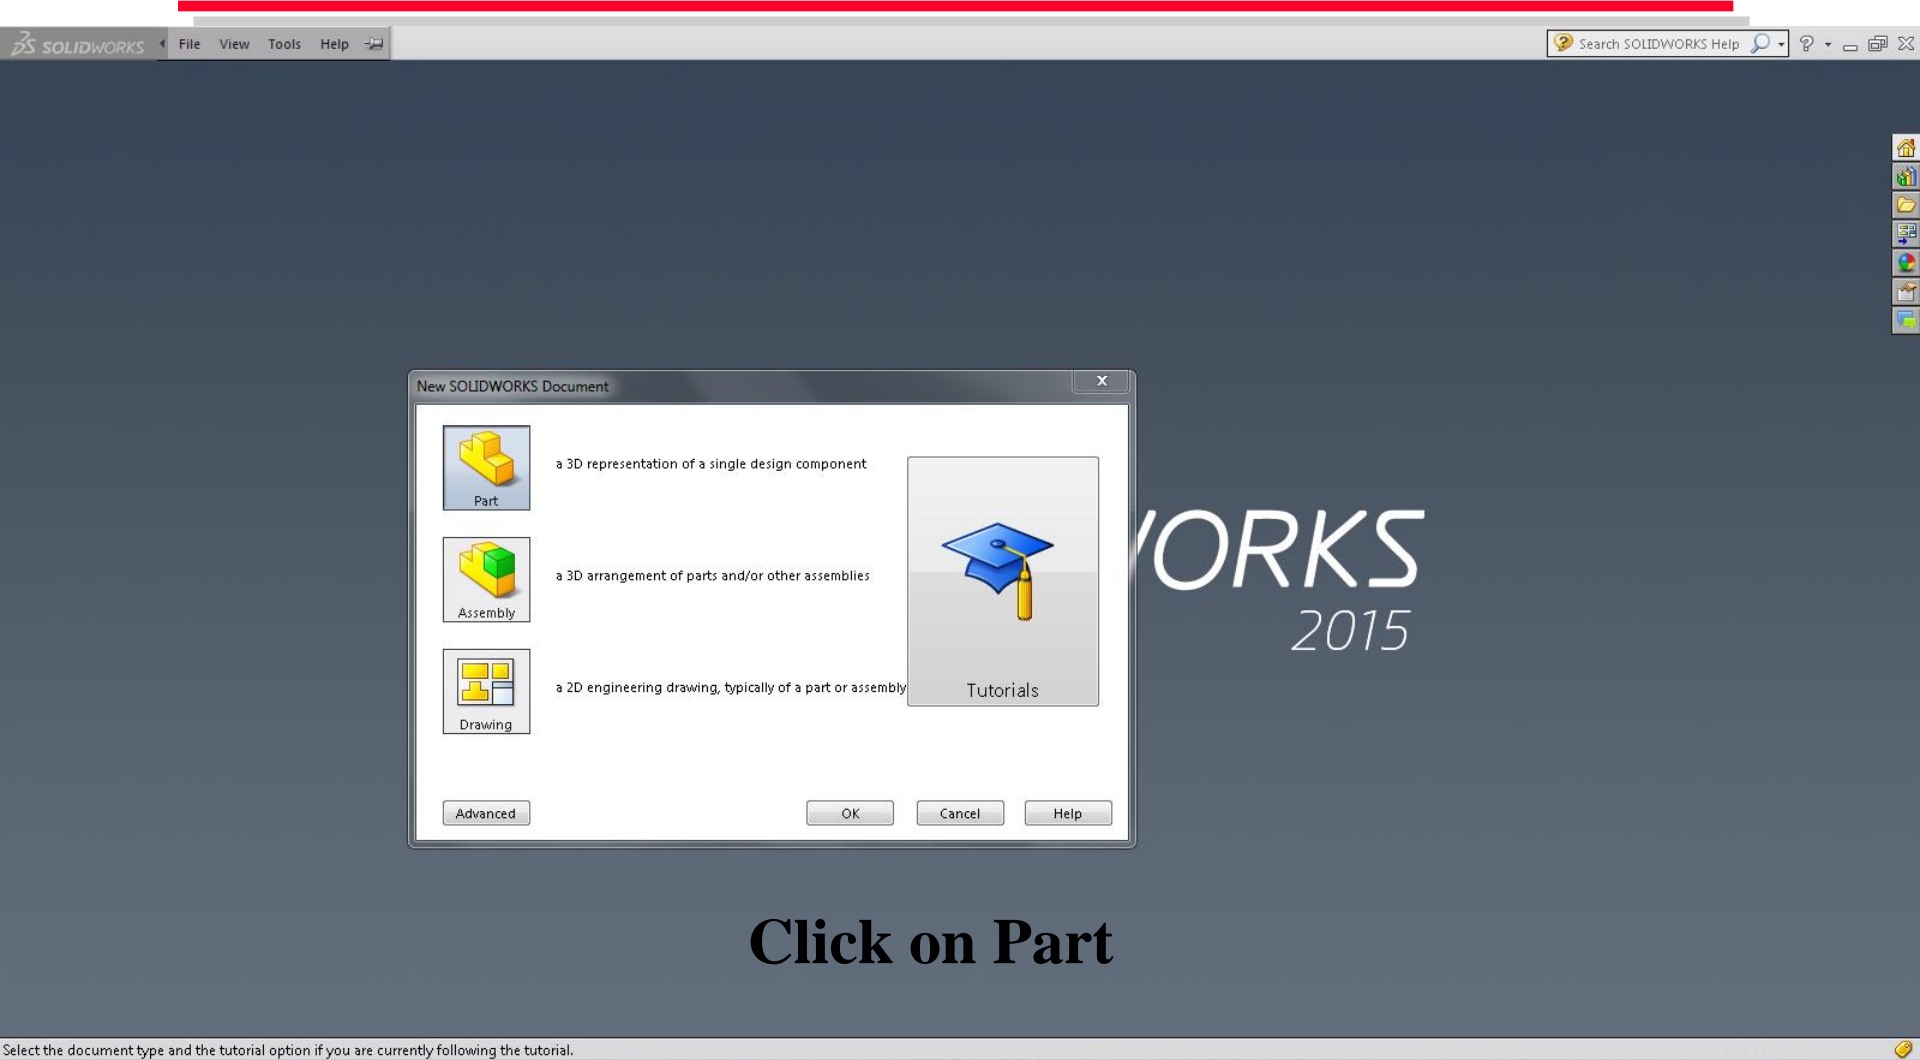 SOLIDWORKS File View Tools Help Search SOLIDWORKS Help
New SOLIDWORKS Document X
Part a 3D representation of a single design component
Assembly a 3D arrangement of parts and/or other assemblies
Drawing a 2D engineering drawing, typically of a part or assembly
Tutorials
Advanced OK Cancel Help
WORKS
2015
Click on Part
Select the document type and the tutorial option if you are currently following the tutorial.